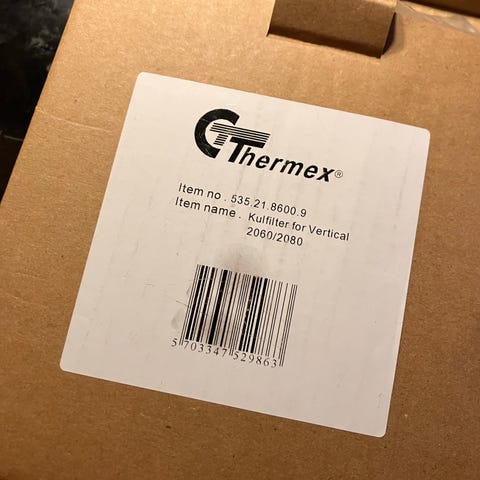 Thermex®
Item no . 535.21.8600.9
Item name . Kulfilter for Vertical
2060/2080
5 703347 529863